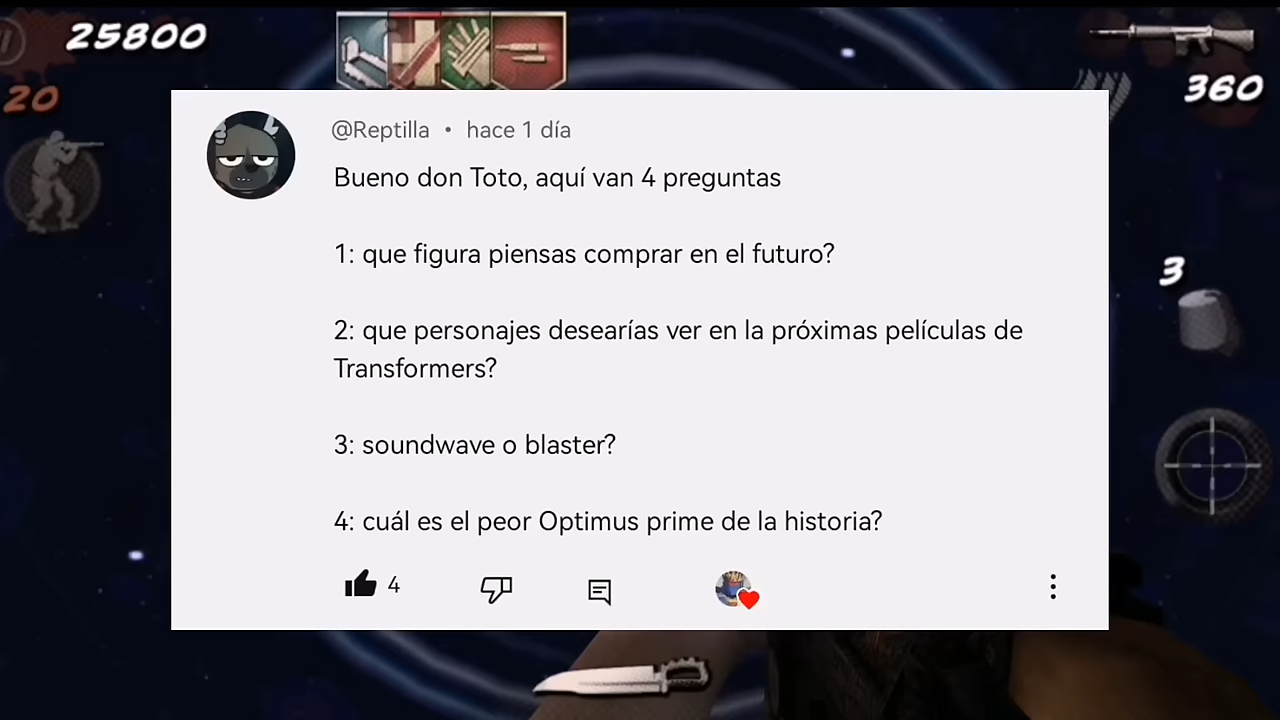 25800
20
360
@Reptilla • hace 1 día
Bueno don Toto, aquí van 4 preguntas
1: que figura piensas comprar en el futuro?
2: que personajes desearías ver en la próximas películas de
Transformers?
3: soundwave o blaster?
4: cuál es el peor Optimus prime de la historia?
4
3